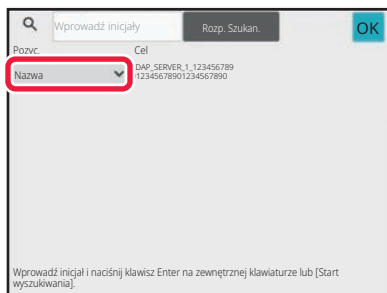 Wprowadź inicjały
Rozp. Szukan.
OK
Pozyc.
Cel
Nazwa
DAP_SERVER_1_123456789
12345678901234567890
Wprowadź inicjał i naciśnij klawisz Enter na zewnętrznej klawiaturze lub [Start
wyszukiwania].